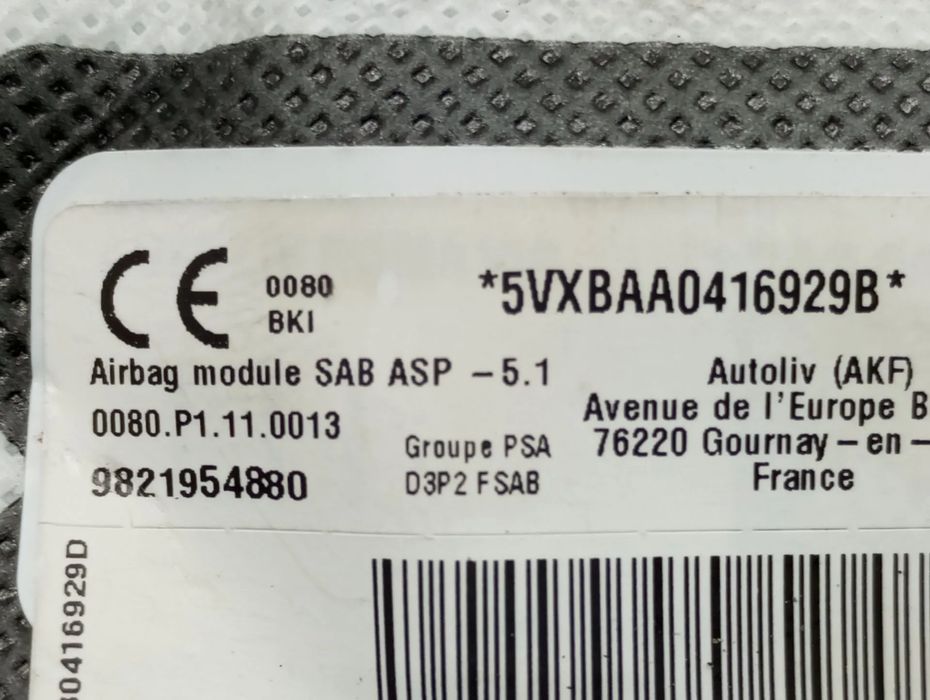 CE 0080
BKI
*5VXBAA0416929B*
Airbag module SAB ASP - 5.1
0080.P1.11.0013
9821954880
Groupe PSA
D3P2 FSAB
Autoliv (AKF)
Avenue de l'Europe B
76220 Gournay - en -
France
0416929D